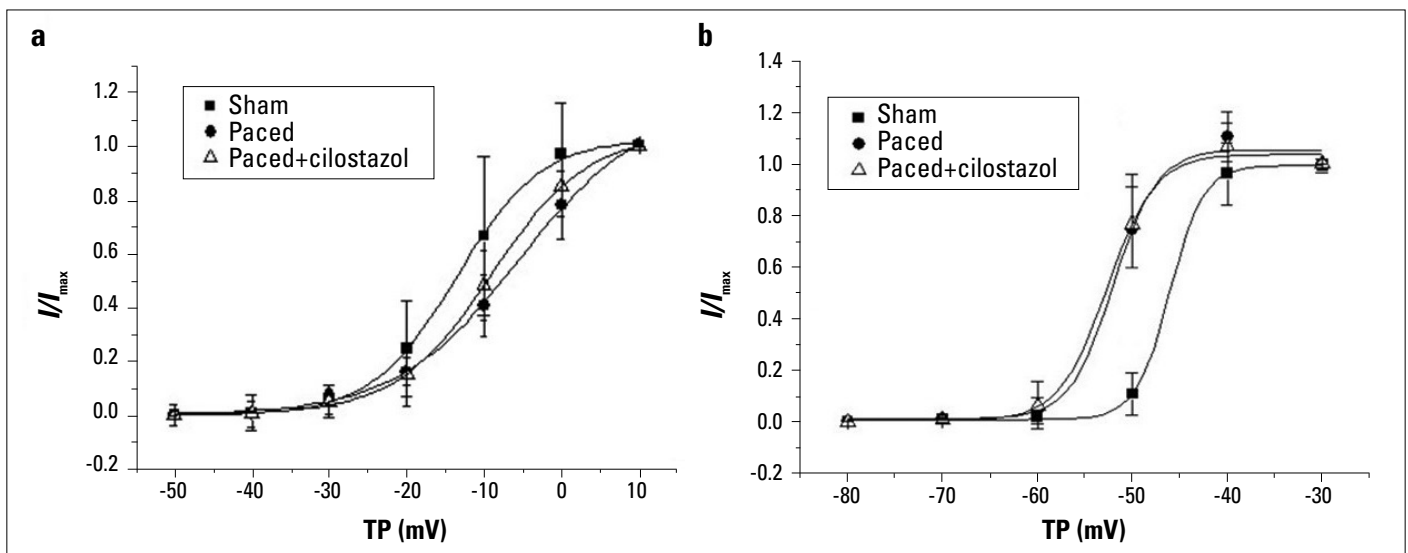 a
1.2
1.0
0.8
0.6
0.4
0.2
0.0
-0.2
I/Imax
Sham
Paced
Paced+cilostazol
-50 -40 -30 -20 -10 0 10
TP (mV)
b
1.4
1.2
1.0
0.8
0.6
0.4
0.2
0.0
-0.2
I/Imax
Sham
Paced
Paced+cilostazol
-80 -70 -60 -50 -40 -30
TP (mV)